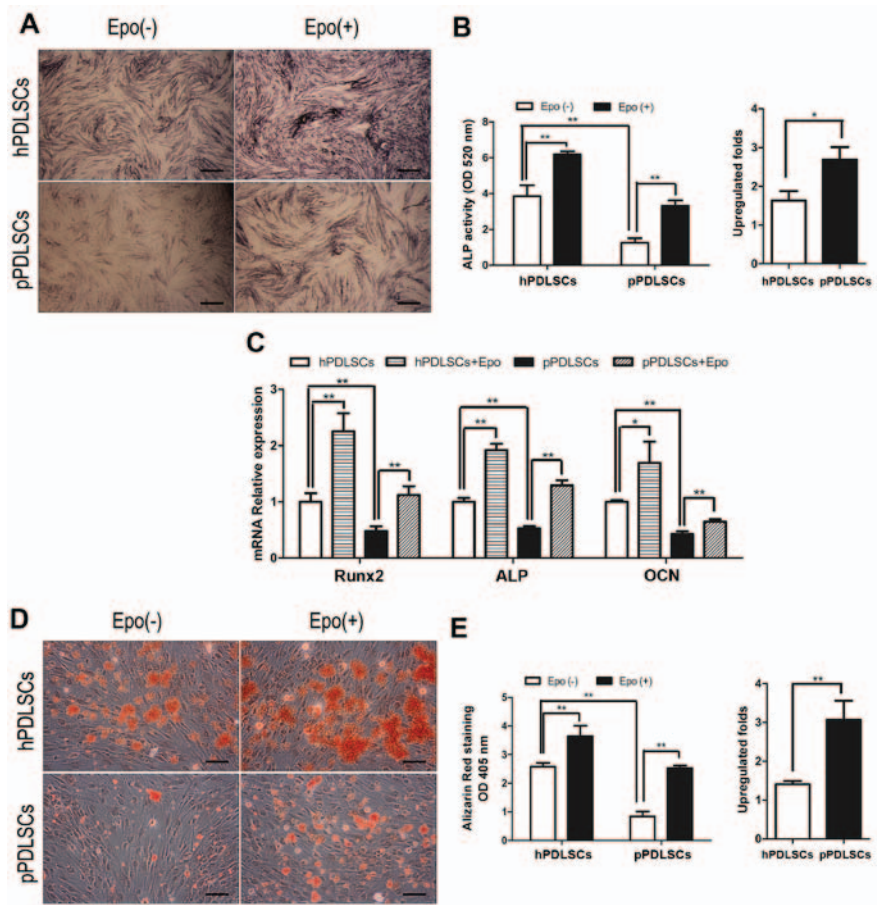 A
Epo(-) Epo(+)
hPDLSCs
pPDLSCs
B
Epo (-) Epo (+)
ALP activity (OD 520 nm)
8
6
4
2
0
** ** **
hPDLSCs pPDLSCs
Upregulated folds
4
3
2
1
0
*
hPDLSCs pPDLSCs
C
hPDLSCs hPDLSCs+Epo pPDLSCs pPDLSCs+Epo
mRNA Relative expression
3
2
1
0
** ** **
** ** **
** * **
Runx2 ALP OCN
D
Epo(-) Epo(+)
hPDLSCs
pPDLSCs
E
Epo (-) Epo (+)
Alizarin Red staining
OD 405 nm
5
4
3
2
1
0
** ** **
hPDLSCs pPDLSCs
Upregulated folds
4
3
2
1
0
**
hPDLSCs pPDLSCs